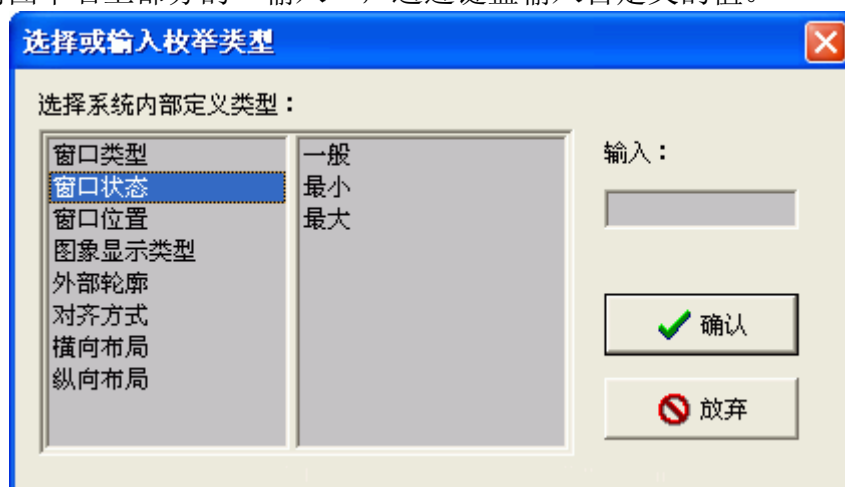 选择或输入枚举类型
选择系统内部定义类型：
窗口类型
窗口状态
窗口位置
图象显示类型
外部轮廓
对齐方式
横向布局
纵向布局
一般
最小
最大
输入：
确认
放弃